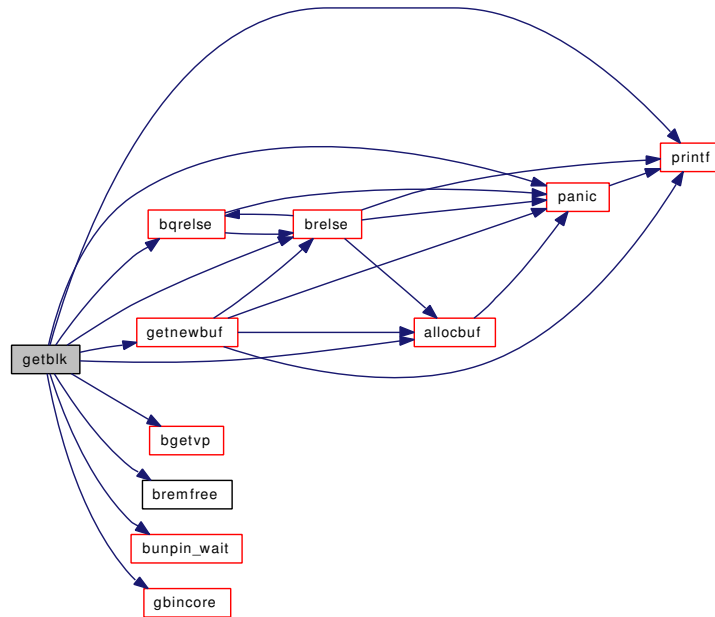 printf
panic
bqrelse
brelse
getnewbuf
allocbuf
getblk
bgetvp
bremfree
bunpin_wait
gbincore